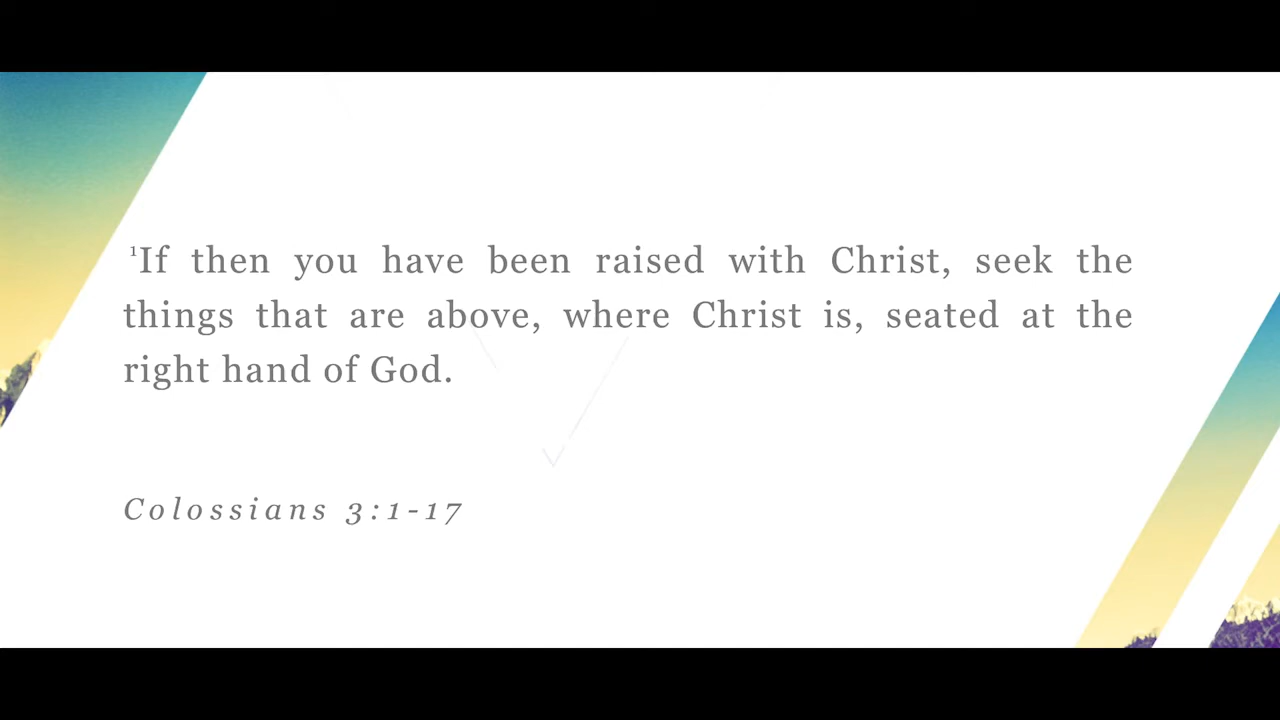 ¹If then you have been raised with Christ, seek the
things that are above, where Christ is, seated at the
right hand of God.
Colossians 3:1-17